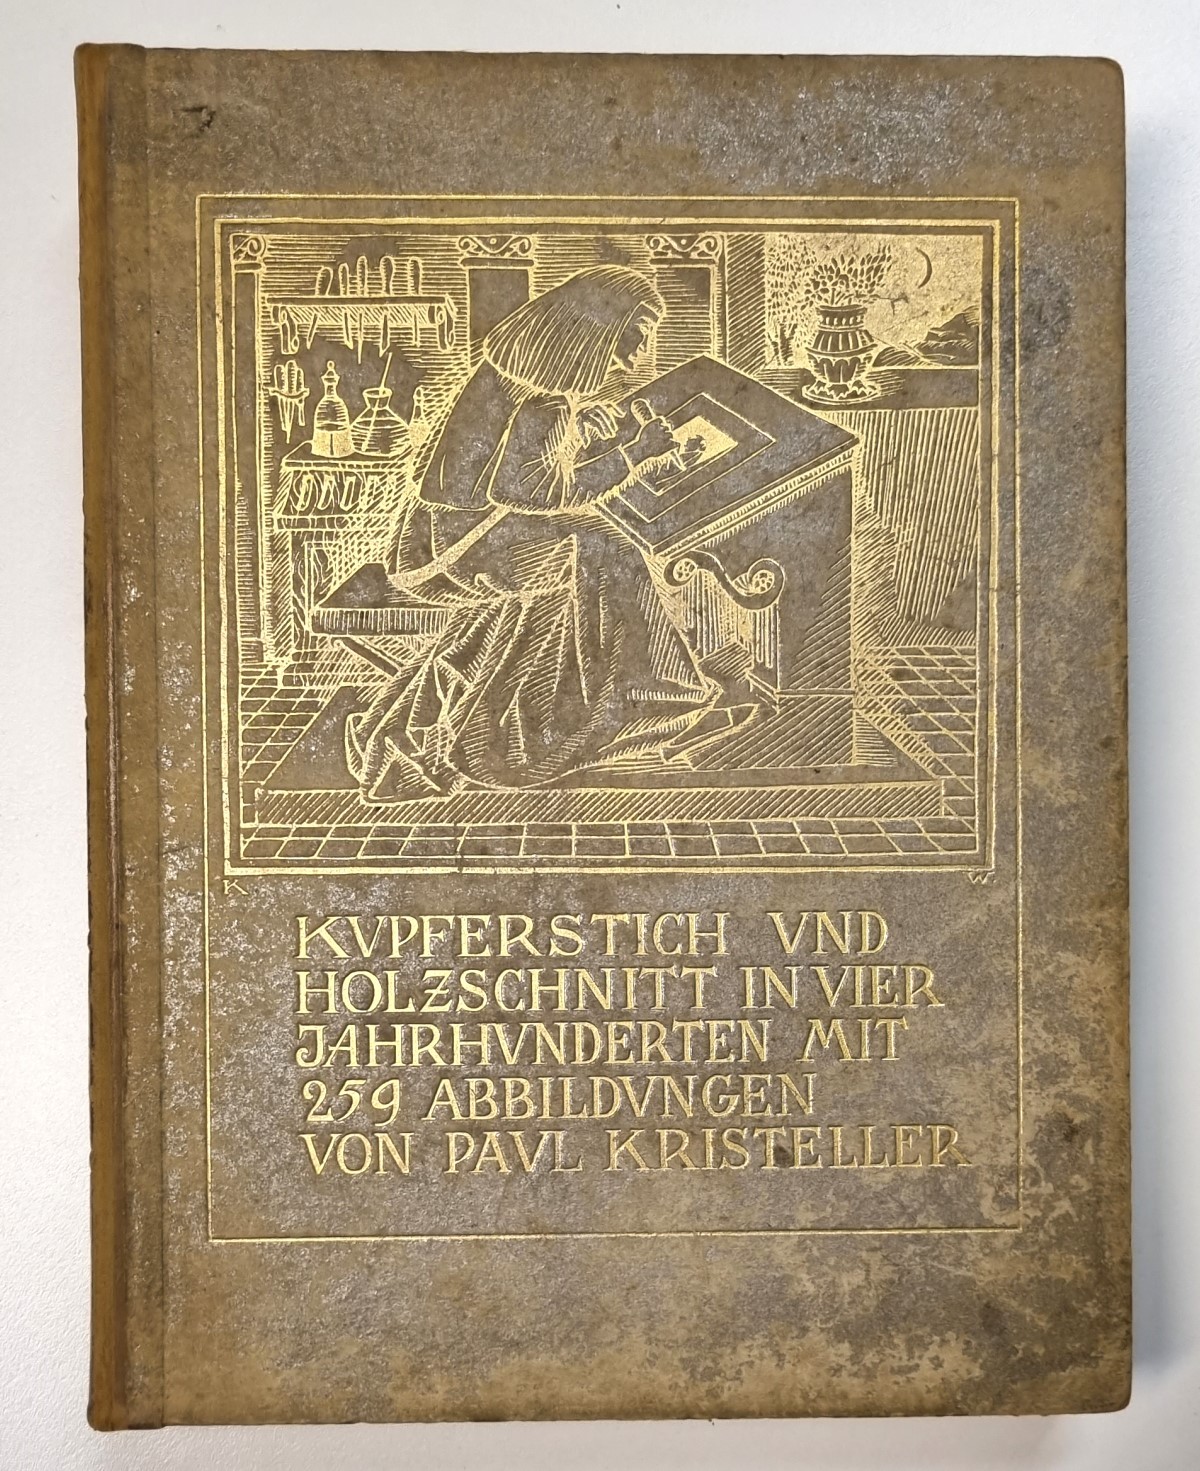 K W
KVPFERSTICH VND
HOLZSCHNITT IN VIER
JAHRHVNDERTEN MIT
259 ABBILDVNGEN
VON PAVL KRISTELLER